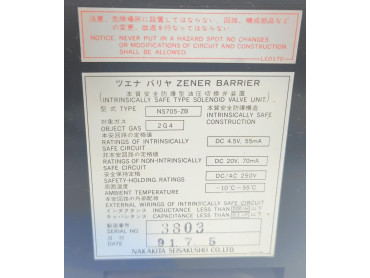 注意、危険場所に設置してはならない、回路、構成部品など
の変更、改造を行なってはならない。
NOTICE. NEVER PUT IN A HAZARD SPOT NO CHANGES
OR MODIFICATIONS OF CIRCUIT AND CONSTRUCTION
SHALL BE ALLOWED.
ツエナ バリヤ ZENER BARRIER
本質安全防爆型油圧切換弁装置
(INTRINSICALLY SAFE TYPE SOLENOID VALVE UNIT)
型式 TYPE NS705-ZB
本質安全防爆構造
INTRINSICALLY SAFE
CONSTRUCTION
対象ガス
OBJECT GAS 2G4
本安回路の定格値
RATINGS OF INTRINSICALLY
SAFE CIRCUIT DC 4.5V, 55mA
非本安回路の定格値
RATINGS OF NON-INTRINSICALLY
SAFE CIRCUIT DC 20V, 70mA
安全保持定格
SAFETY-HOLDING RATINGS DC/AC 250V
周囲温度
AMBIENT TEMPERATURE -10°C~55°C
EXTERNAL WIRINGS OF INTRINSICALLY SAFE CIRCUIT
インダクタンス INDUCTANCE LESS THAN 以下
キャパシタンス CAPACITANCE LESS THAN 以下
製造番号
SERIAL NO 3803
日付
DATE 91.7.5
NAKAKITA SEISAKUSHO CO., LTD.